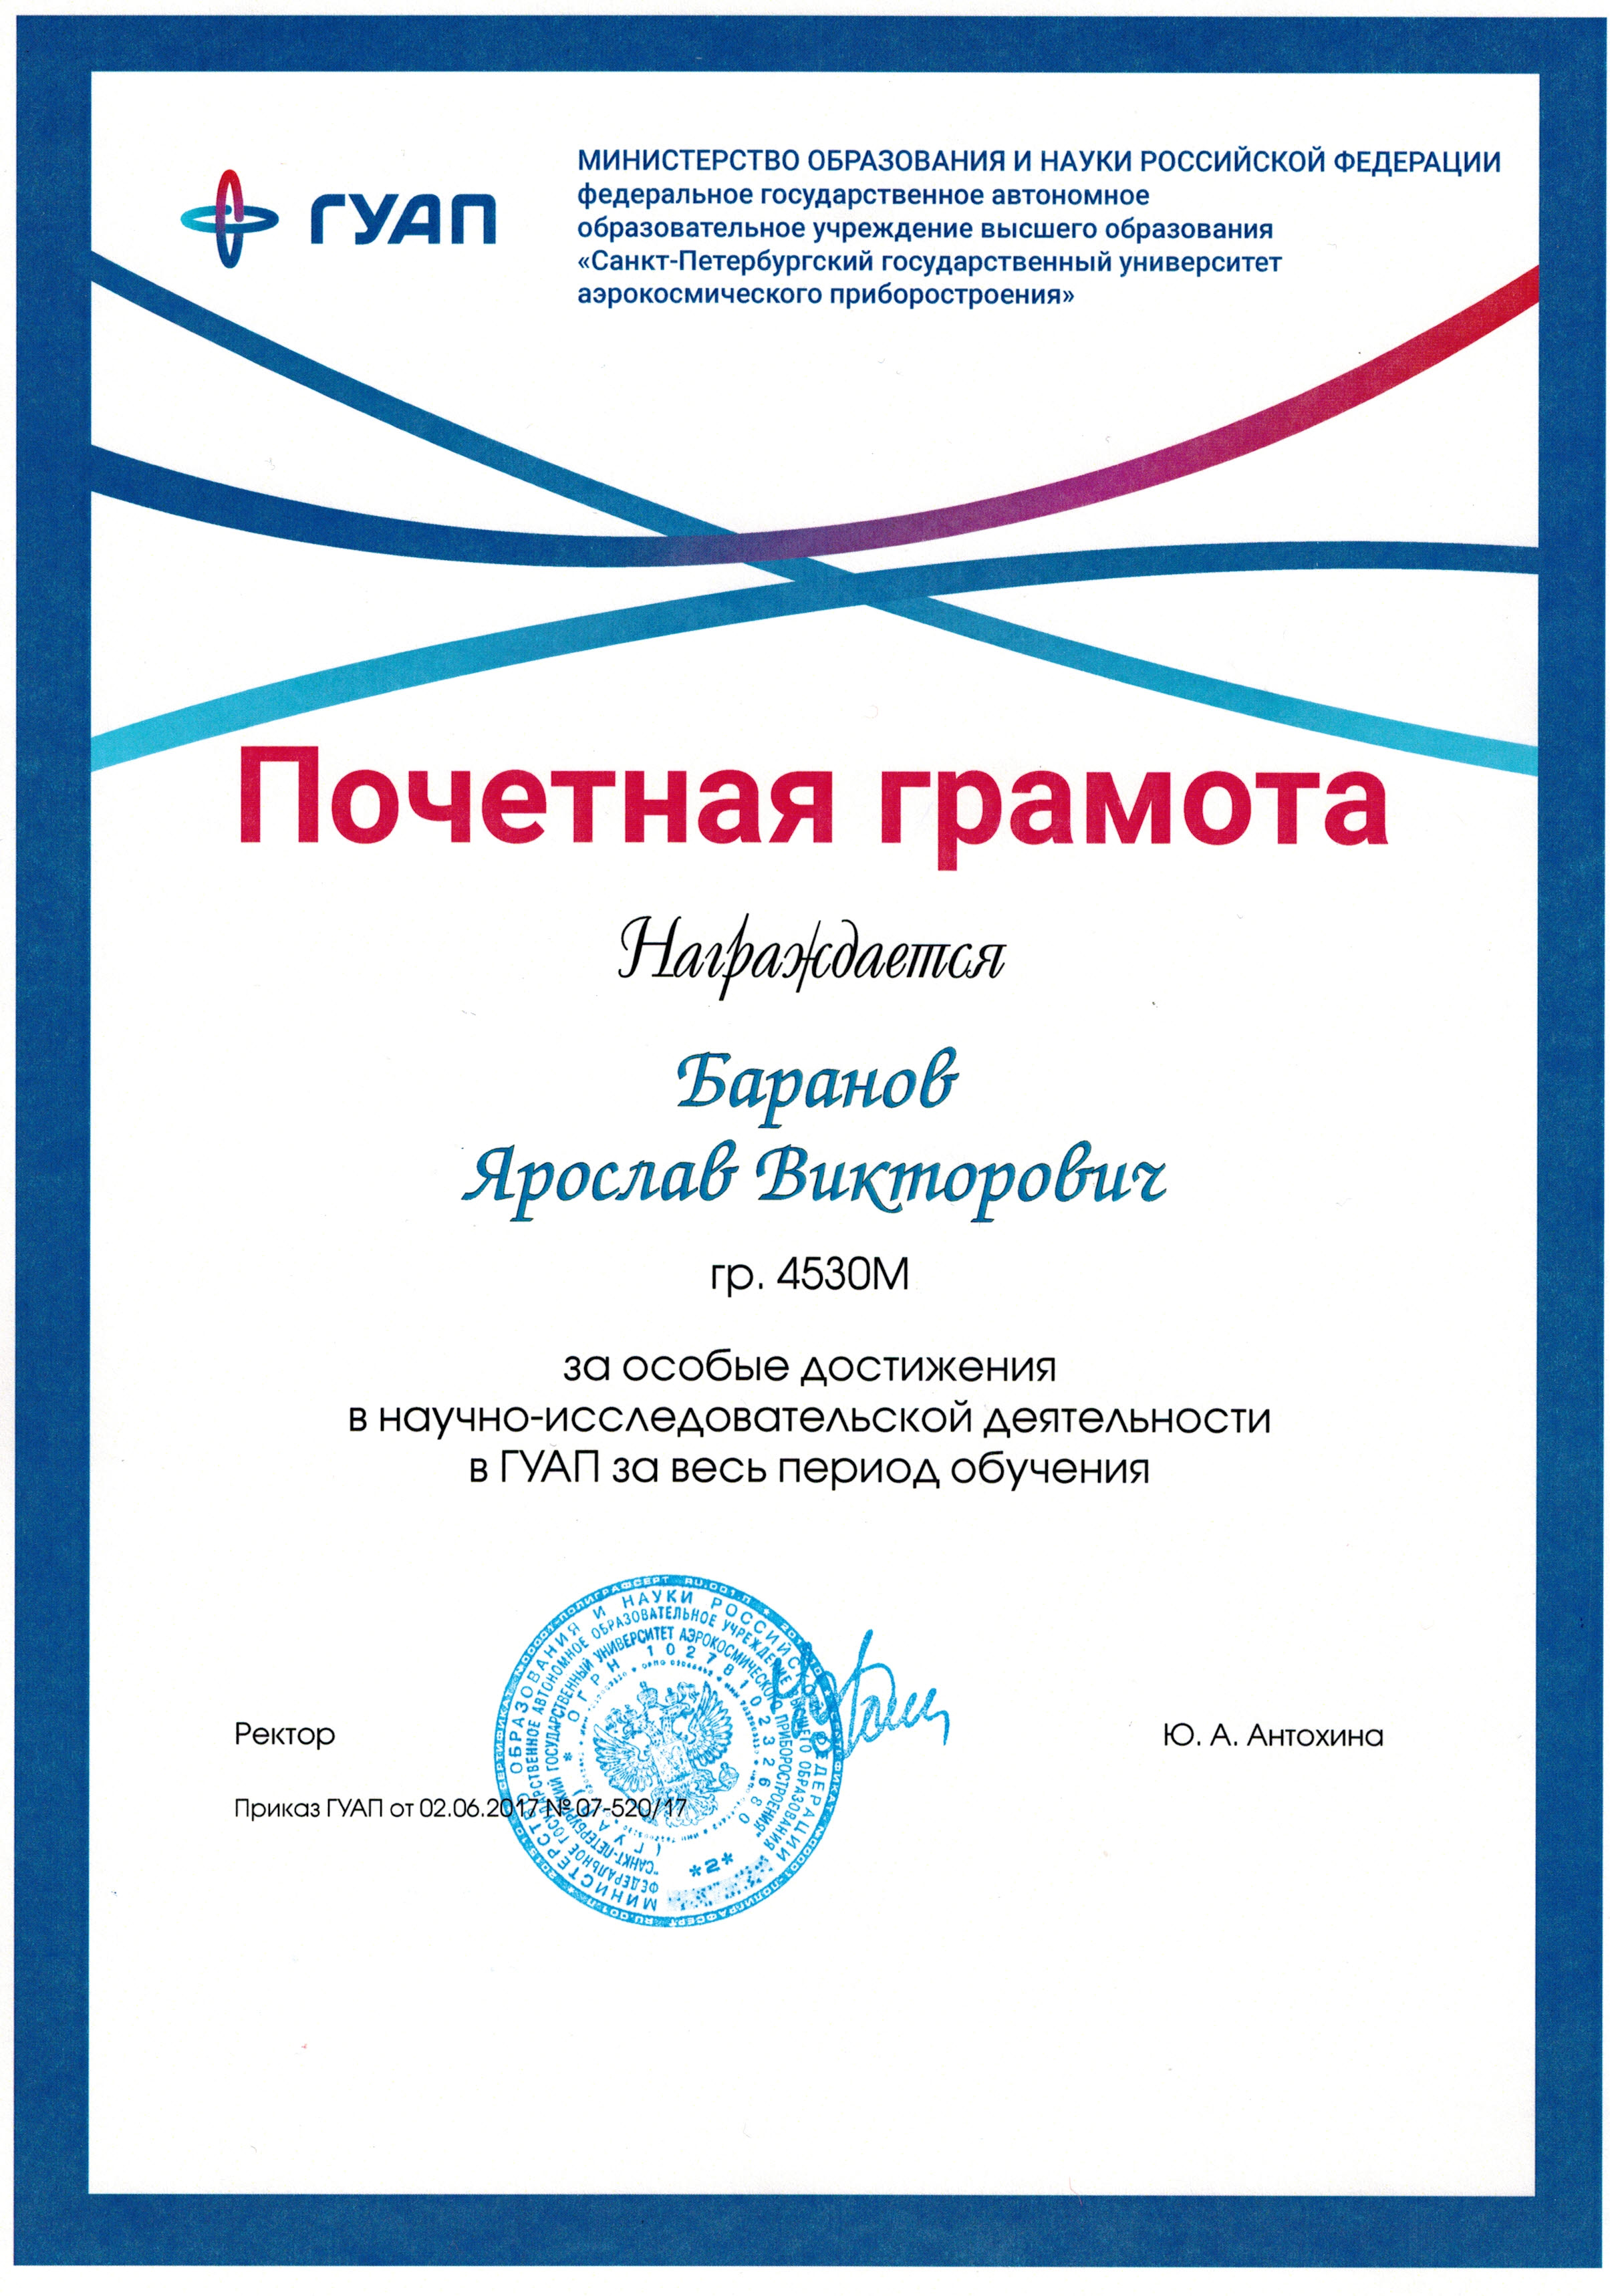 ГУАП
МИНИСТЕРСТВО ОБРАЗОВАНИЯ И НАУКИ РОССИЙСКОЙ ФЕДЕРАЦИИ
федеральное государственное автономное
образовательное учреждение высшего образования
«Санкт-Петербургский государственный университет
аэрокосмического приборостроения»
Почетная грамота
Награждается
Баранов
Ярослав Викторович
гр. 4530М
за особые достижения
в научно-исследовательской деятельности
в ГУАП за весь период обучения
Ректор
Ю. А. Антохина
Приказ ГУАП от 02.06.2017 № 07-520/17
МИНИСТЕРСТВО ОБРАЗОВАНИЯ И НАУКИ РОССИЙСКОЙ ФЕДЕРАЦИИ
ФЕДЕРАЛЬНОЕ ГОСУДАРСТВЕННОЕ АВТОНОМНОЕ ОБРАЗОВАТЕЛЬНОЕ УЧРЕЖДЕНИЕ ВЫСШЕГО ОБРАЗОВАНИЯ
"САНКТ-ПЕТЕРБУРГСКИЙ ГОСУДАРСТВЕННЫЙ УНИВЕРСИТЕТ АЭРОКОСМИЧЕСКОГО ПРИБОРОСТРОЕНИЯ"
(ГУАП) * ОГРН 1027810232680
*2*